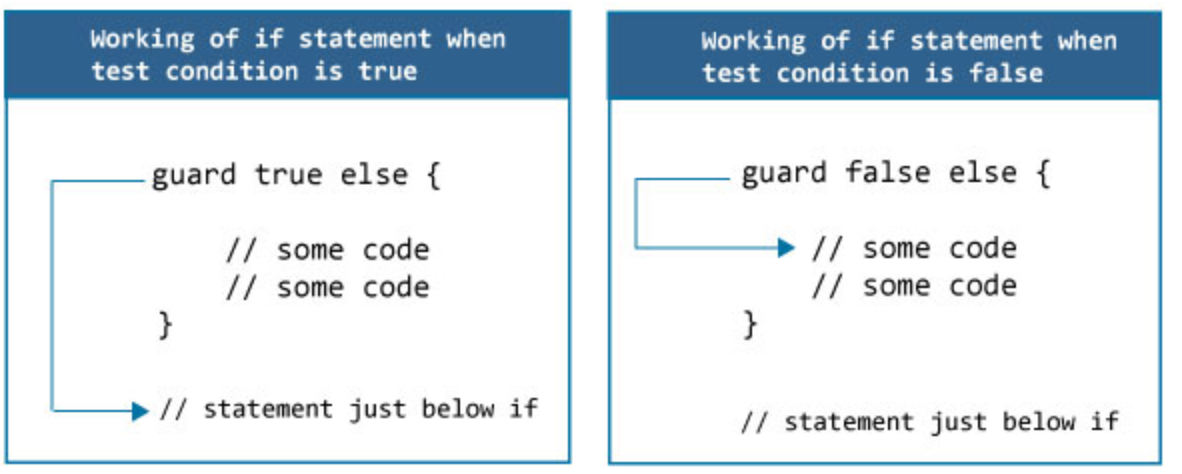 Working of if statement when
test condition is true
guard true else {
// some code
// some code
}
// statement just below if
Working of if statement when
test condition is false
guard false else {
// some code
// some code
}
// statement just below if